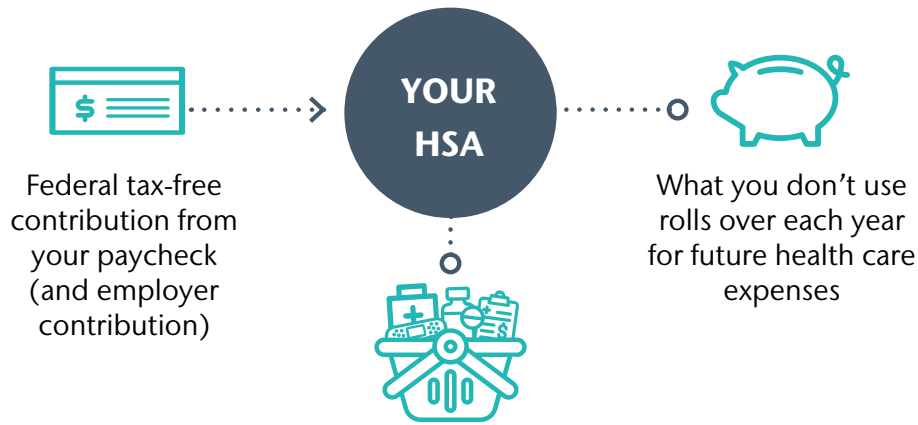 YOUR
HSA
$
Federal tax-free
contribution from
your paycheck
(and employer
contribution)
What you don’t use
rolls over each year
for future health care
expenses
$